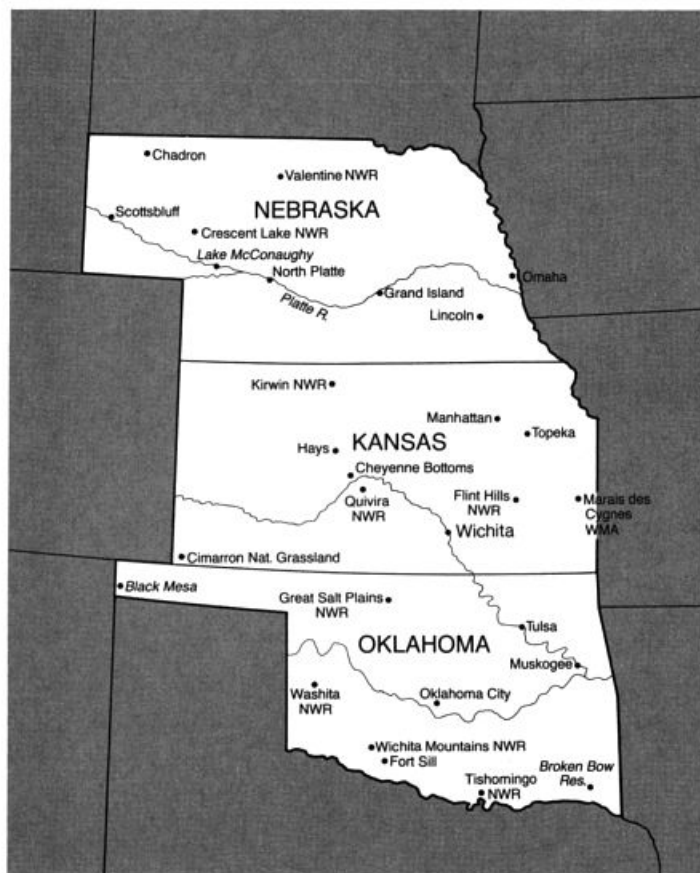 Chadron
Valentine NWR
NEBRASKA
Scottsbluff
Crescent Lake NWR
Lake McConaughy
North Platte
Omaha
Platte R.
Grand Island
Lincoln
Kirwin NWR
Manhattan
Topeka
KANSAS
Hays
Cheyenne Bottoms
Quivira
NWR
Flint Hills
NWR
Marais des
Cygnes
WMA
Wichita
Cimarron Nat. Grassland
Black Mesa
Great Salt Plains
NWR
Tulsa
OKLAHOMA
Muskogee
Washita
NWR
Oklahoma City
Wichita Mountains NWR
Fort Sill
Broken Bow
Res.
Tishomingo
NWR